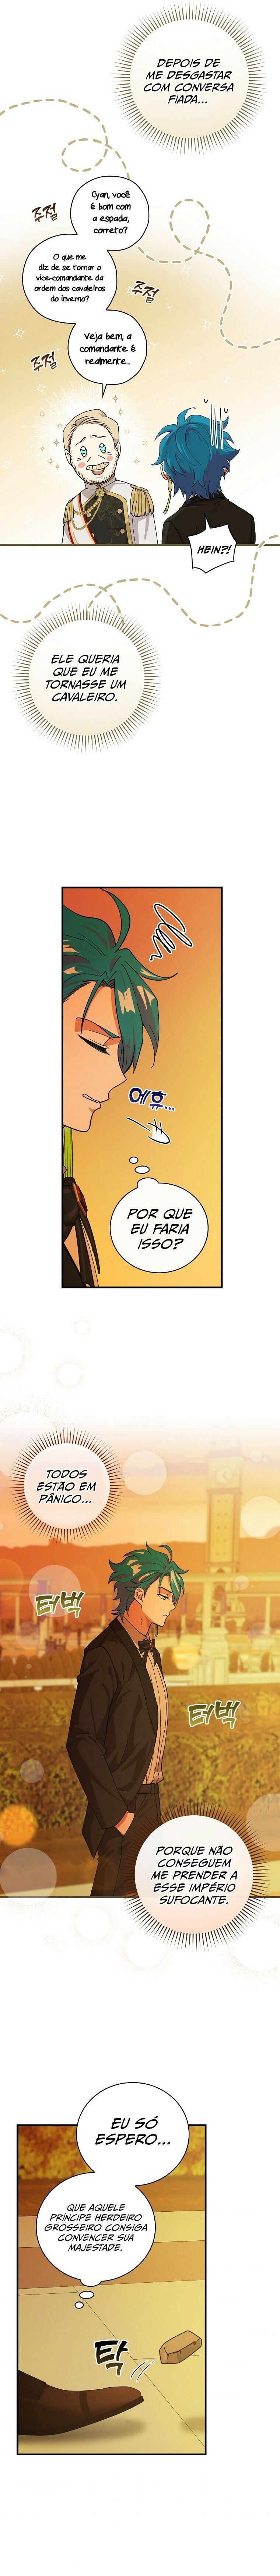 DEPOIS DE
ME DESGASTAR
COM CONVERSA
FIADA...
Cyan, você
é bom com
a espada,
correto?
주절
O que me
diz de se tornar o
vice-comandante da
ordem dos cavaleiros
do inverno?
주절
Veja bem, a
comandante é
realmente...
주절
HEIN?!
ELE QUERIA
QUE EU ME
TORNASSE UM
CAVALEIRO.
에휴...
POR QUE
EU FARIA
ISSO?
TODOS
ESTÃO EM
PÂNICO...
터벅
터벅
PORQUE NÃO
CONSEGUEM
ME PRENDER A
ESSE IMPÉRIO
SUFOCANTE.
EU SÓ
ESPERO...
QUE AQUELE
PRÍNCIPE HERDEIRO
GROSSEIRO CONSIGA
CONVENCER SUA
MAJESTADE.
탁